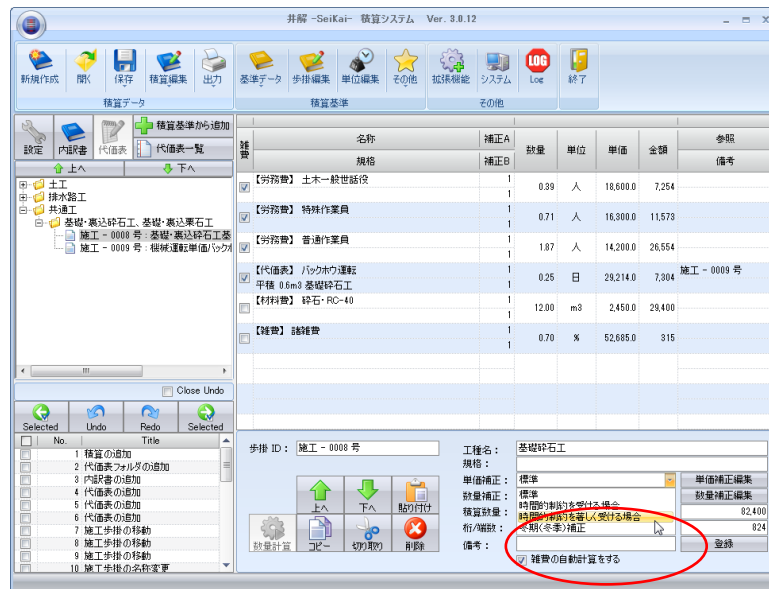 井解 -SeiKai- 積算システム Ver. 3.0.12
新規作成 開く 保存 積算編集 出力 基準データ 歩掛編集 単位編集 その他 拡張機能 システム Log 終了
積算データ 積算基準 その他
設定 内訳書 代価表 積算基準から追加
代価表一覧
上へ 下へ
土工
排水路工
共通工
基礎・裏込砕石工、基礎・裏込栗石工
施工 - 0008 号 : 基礎・裏込砕石工基
施工 - 0009 号 : 機械運転単価バックホ
Close Undo
Selected Undo Redo Selected
No. Title
1 積算の追加
2 代価表フォルダの追加
3 内訳書の追加
4 代価表の追加
5 代価表の追加
6 代価表の追加
7 施工歩掛の移動
8 施工歩掛の移動
9 施工歩掛の移動
10 施工歩掛の名称変更
雑費 名称 補正A 数量 単位 単価 金額 参照
規格 補正B 備考
【労務費】 土木一般世話役 1
1 0.39 人 18,600.0 7,254
【労務費】 特殊作業員 1
1 0.71 人 16,300.0 11,573
【労務費】 普通作業員 1
1 1.87 人 14,200.0 26,554
【代価表】 バックホウ運転 1 施工 - 0009 号
平積 0.6m3 基礎砕石工 1 0.25 日 29,214.0 7,304
【材料費】 砕石・RC-40 1
1 12.00 m3 2,450.0 29,400
【雑費】 諸雑費 1
1 0.70 % 52,685.0 315
歩掛 ID： 施工 - 0008 号
上へ 下へ 貼り付け
数量計算 コピー 切り取り 削除
工種名： 基礎砕石工
規格：
単価補正： 標準 単価補正編集
数量補正： 標準 数量補正編集
積算数量： 時間的制約を受ける場合 82,400
時間的制約を著しく受ける場合
桁/端数： 冬期(冬季)補正 824
備考： 登録
雑費の自動計算をする